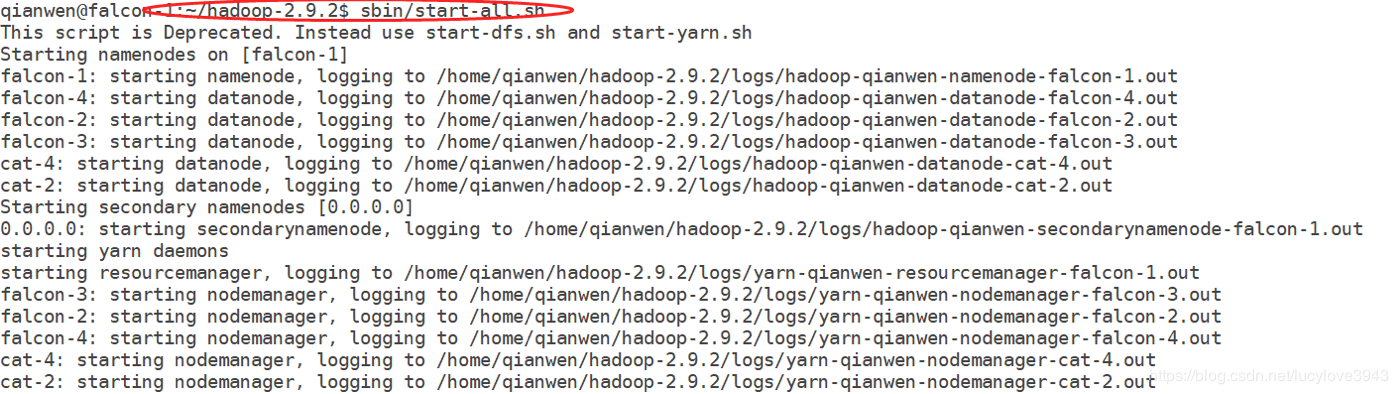 qianwen@falcon-1:~/hadoop-2.9.2$ sbin/start-all.sh
This script is Deprecated. Instead use start-dfs.sh and start-yarn.sh
Starting namenodes on [falcon-1]
falcon-1: starting namenode, logging to /home/qianwen/hadoop-2.9.2/logs/hadoop-qianwen-namenode-falcon-1.out
falcon-4: starting datanode, logging to /home/qianwen/hadoop-2.9.2/logs/hadoop-qianwen-datanode-falcon-4.out
falcon-2: starting datanode, logging to /home/qianwen/hadoop-2.9.2/logs/hadoop-qianwen-datanode-falcon-2.out
falcon-3: starting datanode, logging to /home/qianwen/hadoop-2.9.2/logs/hadoop-qianwen-datanode-falcon-3.out
cat-4: starting datanode, logging to /home/qianwen/hadoop-2.9.2/logs/hadoop-qianwen-datanode-cat-4.out
cat-2: starting datanode, logging to /home/qianwen/hadoop-2.9.2/logs/hadoop-qianwen-datanode-cat-2.out
Starting secondary namenodes [0.0.0.0]
0.0.0.0: starting secondarynamenode, logging to /home/qianwen/hadoop-2.9.2/logs/hadoop-qianwen-secondarynamenode-falcon-1.out
starting yarn daemons
starting resourcemanager, logging to /home/qianwen/hadoop-2.9.2/logs/yarn-qianwen-resourcemanager-falcon-1.out
falcon-3: starting nodemanager, logging to /home/qianwen/hadoop-2.9.2/logs/yarn-qianwen-nodemanager-falcon-3.out
falcon-2: starting nodemanager, logging to /home/qianwen/hadoop-2.9.2/logs/yarn-qianwen-nodemanager-falcon-2.out
falcon-4: starting nodemanager, logging to /home/qianwen/hadoop-2.9.2/logs/yarn-qianwen-nodemanager-falcon-4.out
cat-4: starting nodemanager, logging to /home/qianwen/hadoop-2.9.2/logs/yarn-qianwen-nodemanager-cat-4.out
cat-2: starting nodemanager, logging to /home/qianwen/hadoop-2.9.2/logs/yarn-qianwen-nodemanager-cat-2.out
https://blog.csdn.net/lucylove3943